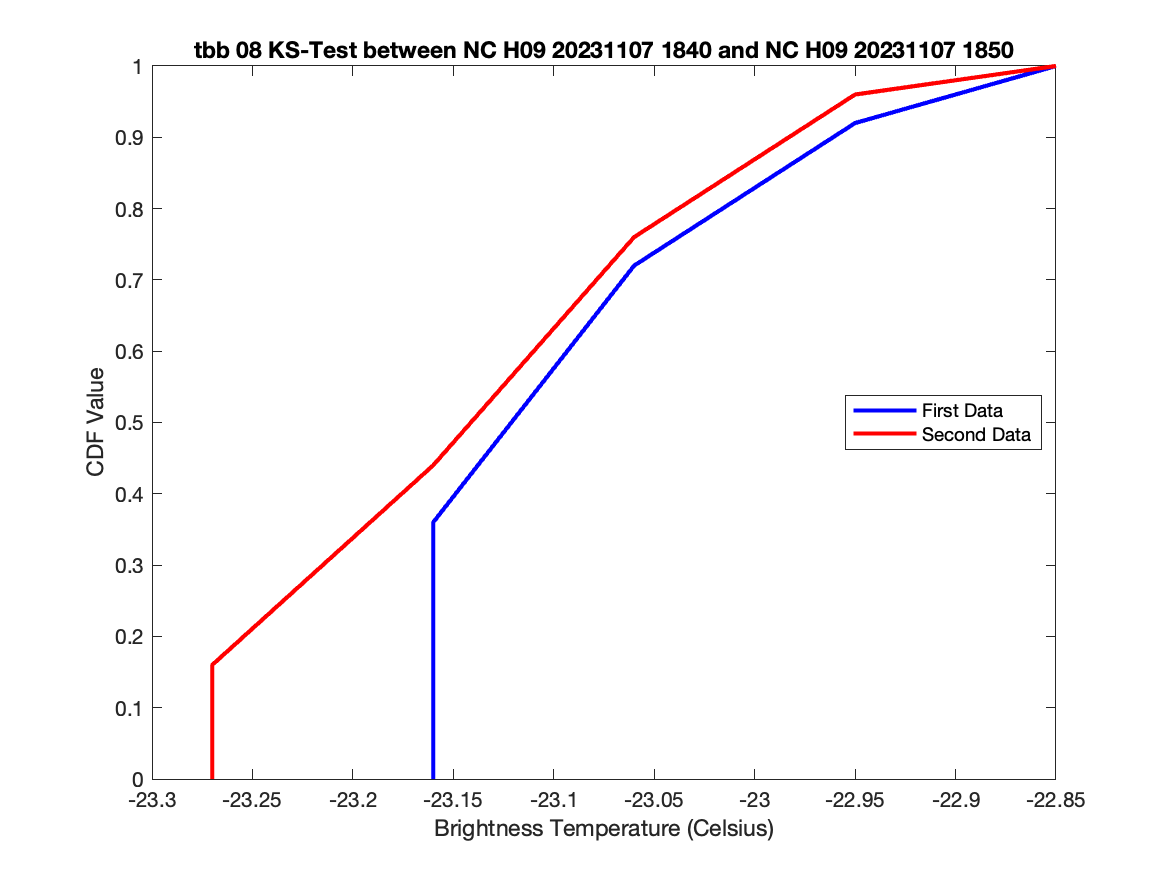 tbb 08 KS-Test between NC H09 20231107 1840 and NC H09 20231107 1850
1
0.9
0.8
0.7
0.6
0.5
0.4
0.3
0.2
0.1
0
CDF Value
First Data
Second Data
-23.3 -23.25 -23.2 -23.15 -23.1 -23.05 -23 -22.95 -22.9 -22.85
Brightness Temperature (Celsius)